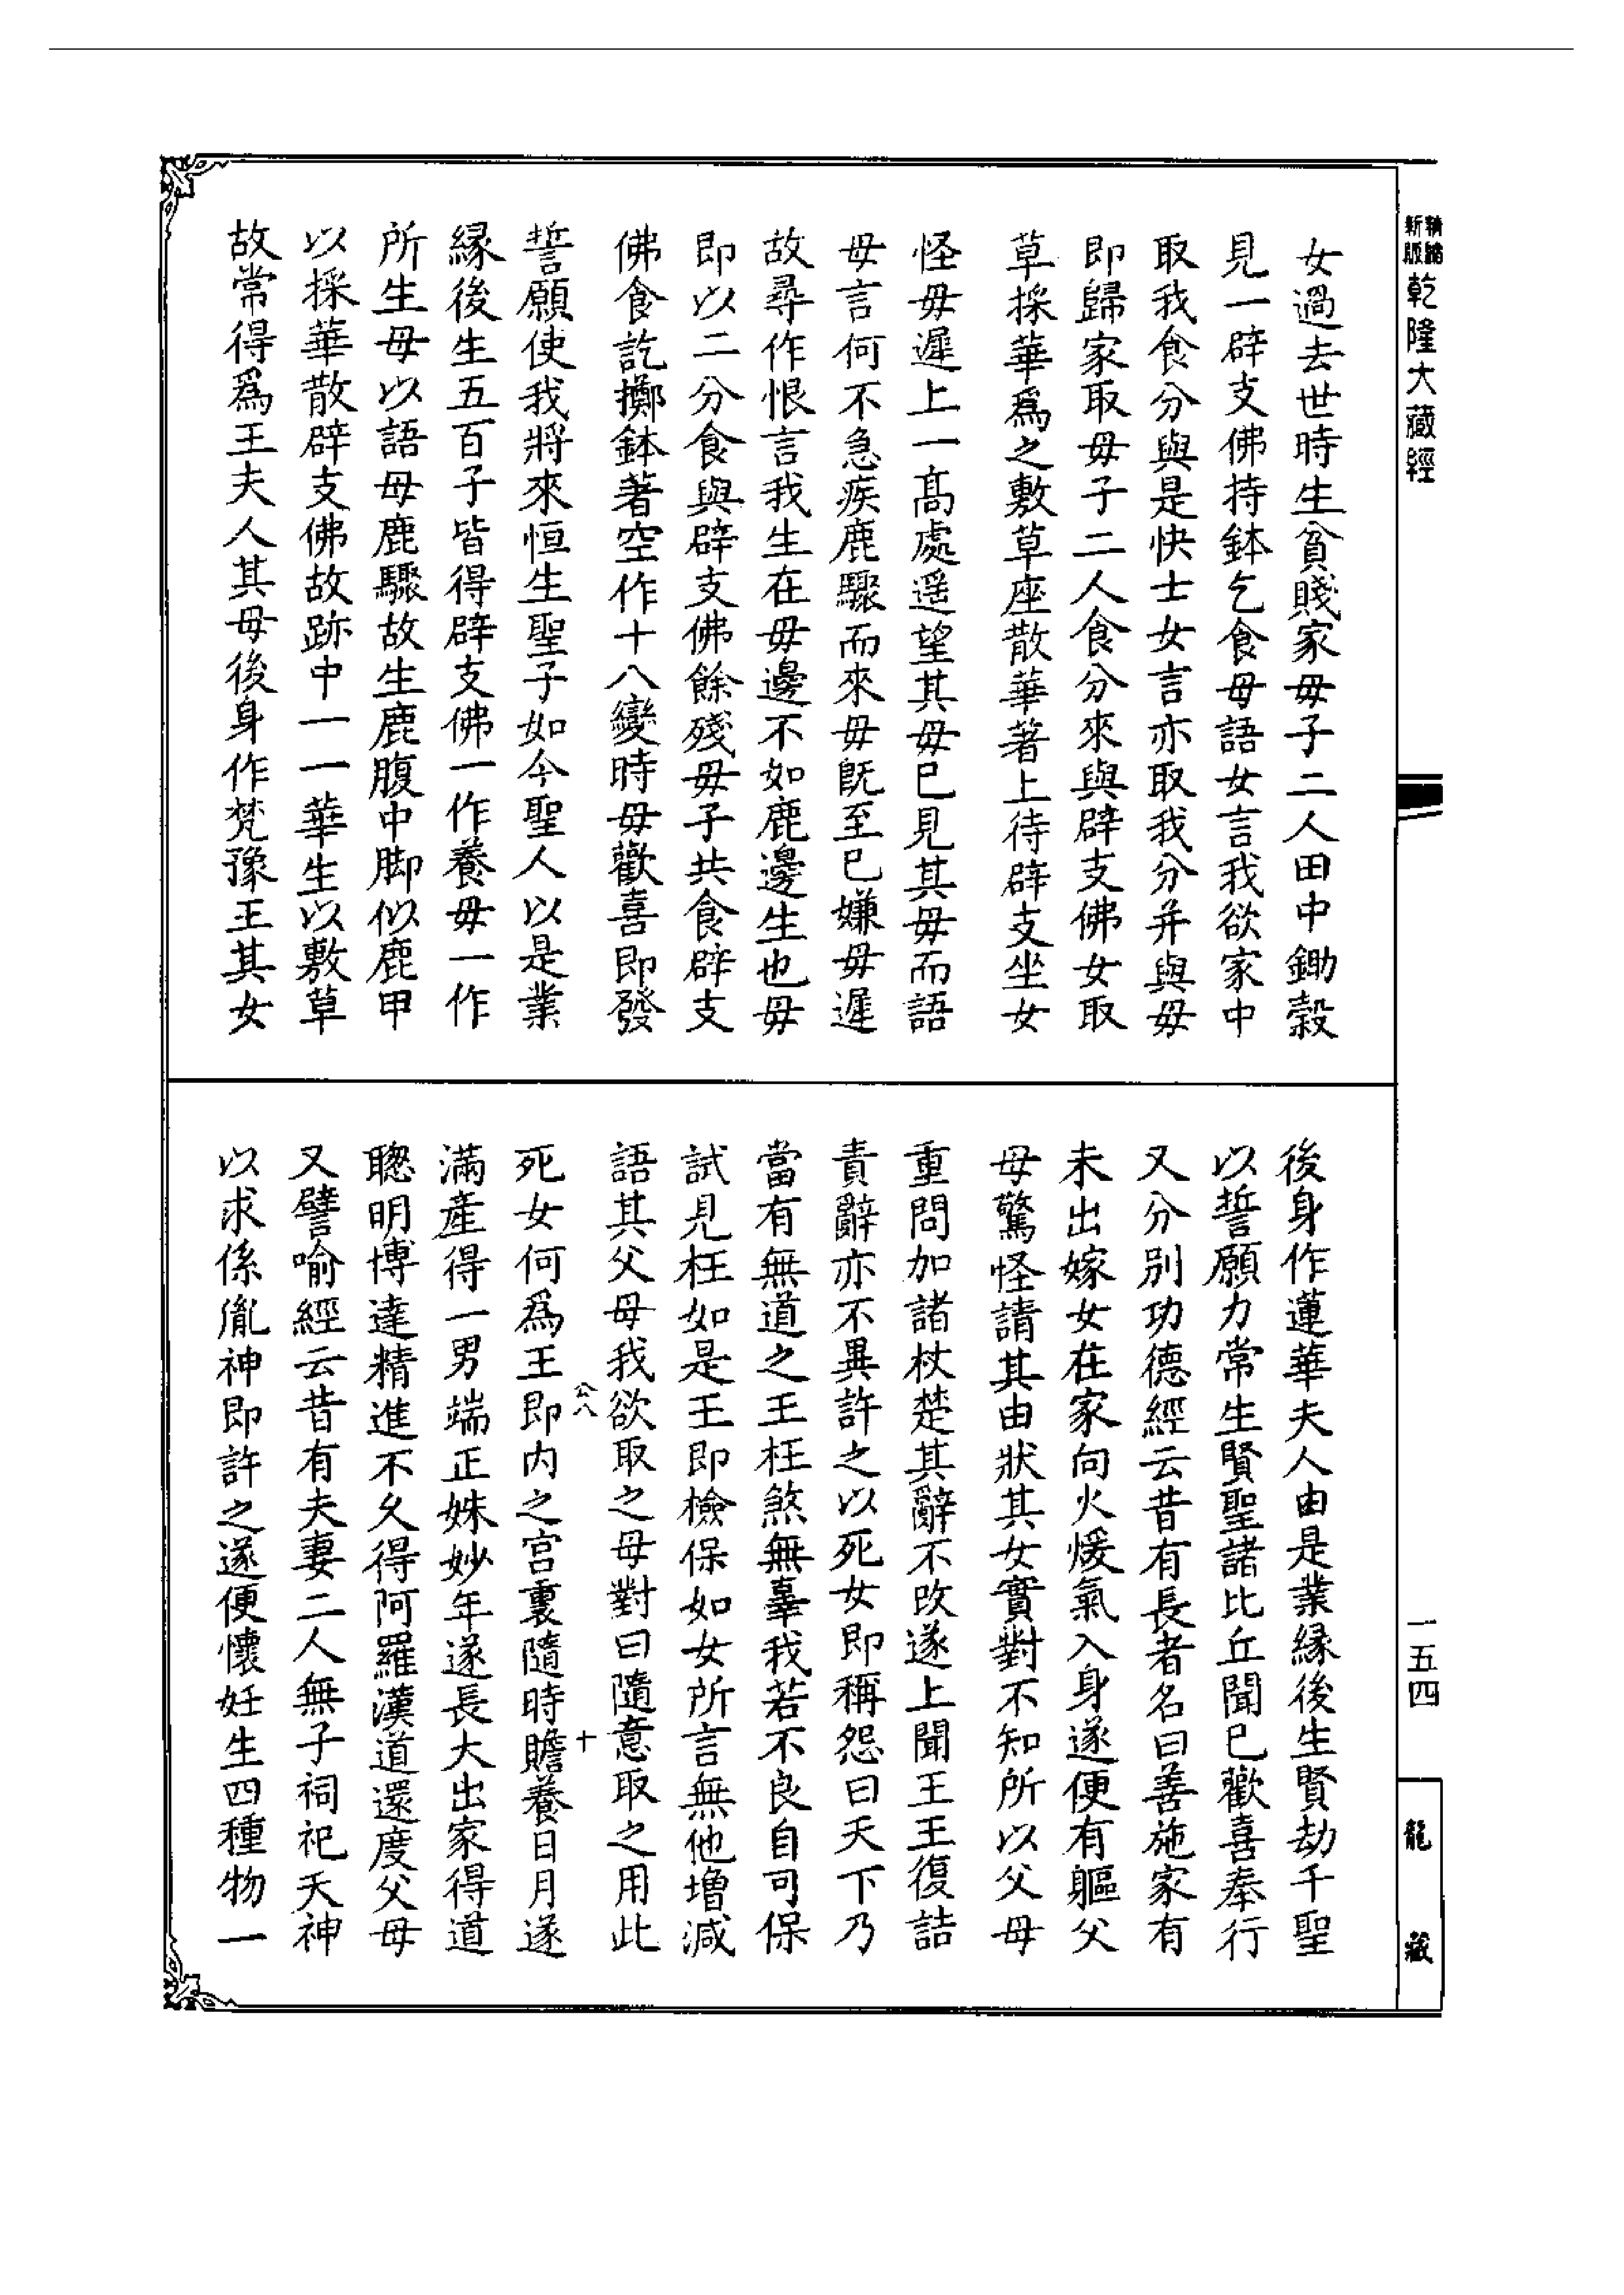 新版精縮乾隆大藏經
女過去世時生貧賤家母子二人田中鋤穀
見一辟支佛持鉢乞食母語女言我欲家中
取我食分與是快士女言亦取我分并與母
即歸家取母子二人食分來與辟支佛女取
草採華爲之敷草座散華著上待辟支坐女
怪母遲上一高處遥望其母已見其母而語
母言何不急疾鹿驟而來母旣至已嫌母遲
故尋作恨言我生在母邊不如鹿邊生也母
即以二分食與辟支佛餘殘母子共食辟支
佛食訖擲鉢著空作十八變時母歡喜即發
誓願使我將來恒生聖子如今聖人以是業
緣後生五百子皆得辟支佛一作養母一作
所生母以語母鹿驟故生鹿腹中脚似鹿甲
以採華散辟支佛故跡中一一華生以敷草
故常得爲王夫人其母後身作梵豫王其女
後身作蓮華夫人由是業緣後生賢劫千聖
以誓願力常生賢聖諸比丘聞已歡喜奉行
又分別功德經云昔有長者名曰善施家有
未出嫁女在家向火煖氣入身遂便有軀父
母驚怪請其由狀其女實對不知所以父母
重問加諸杖楚其辭不改遂上聞王王復詰
責辭亦不異許之以死女即稱怨曰天下乃
當有無道之王枉煞無辜我若不良自可保
試見枉如是王即檢保如女所言無他增減
語其父母我欲取之母對曰隨意取之用此
公八
十
死女何爲王即内之宫裏隨時贍養日月遂
滿產得一男端正姝妙年遂長大出家得道
聰明博達精進不久得阿羅漢道還度父母
又譬喻經云昔有夫妻二人無子祠祀天神
以求係胤神即許之遂便懷妊生四種物一
一五四
龍藏